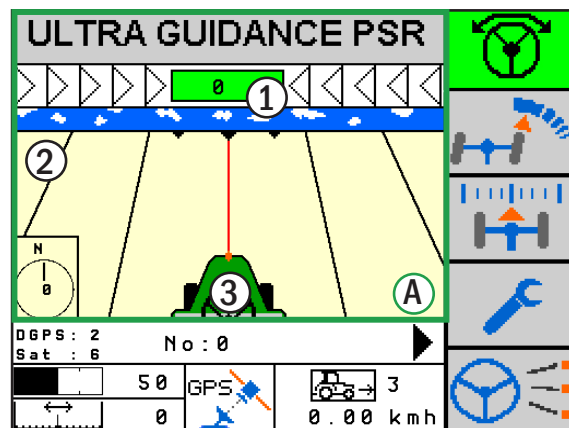 ULTRA GUIDANCE PSR
0
1
2
N
0
3
A
DGPS: 2
Sat : 6
No:0
50
GPS
3
0
0.00 kmh